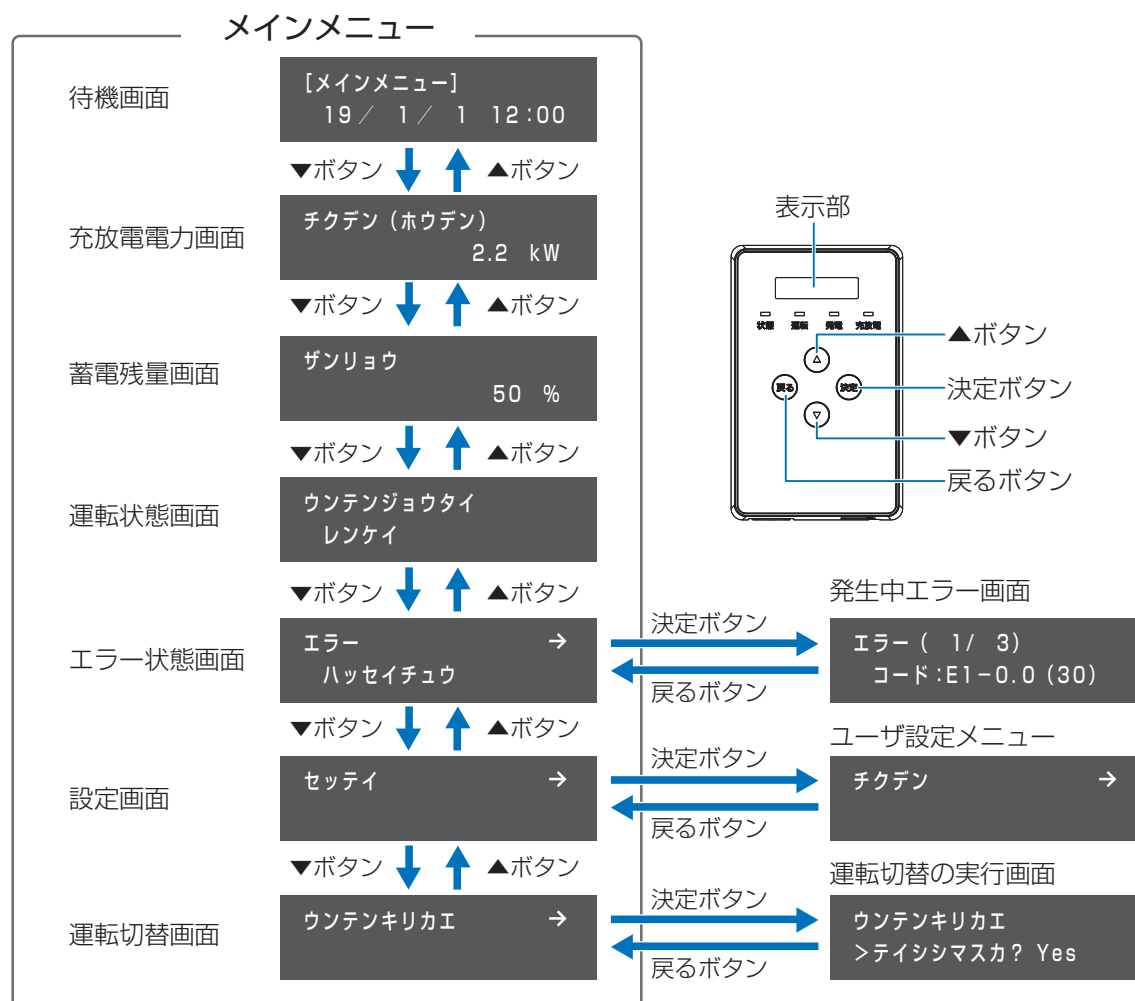 メインメニュー
待機画面
[メインメニュー]
19／ 1／ 1 12:00
▼ボタン ▲ボタン
充放電電力画面
チクデン（ホウデン）
2.2 kW
▼ボタン ▲ボタン
蓄電残量画面
ザンリョウ
50 %
▼ボタン ▲ボタン
運転状態画面
ウンテンジョウタイ
レンケイ
▼ボタン ▲ボタン
エラー状態画面
エラー →
ハッセイチュウ
▼ボタン ▲ボタン
設定画面
セッテイ →
▼ボタン ▲ボタン
運転切替画面
ウンテンキリカエ →
表示部
状態 運転 発電 充放電
△
戻る 決定
▽
▲ボタン
決定ボタン
▼ボタン
戻るボタン
発生中エラー画面
決定ボタン
戻るボタン
エラー（ 1/ 3）
コード:E1−0.0（30）
ユーザ設定メニュー
決定ボタン
戻るボタン
チクデン →
運転切替の実行画面
決定ボタン
戻るボタン
ウンテンキリカエ
＞テイシシマスカ？ Yes